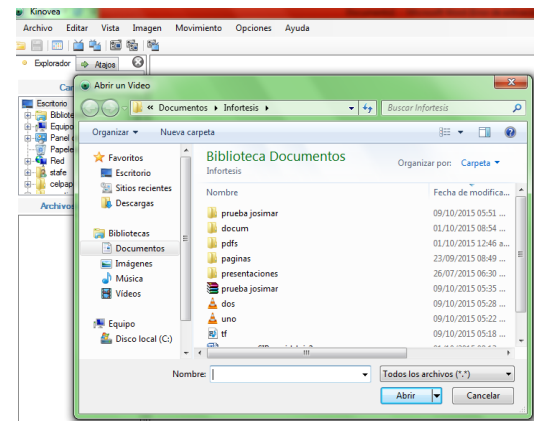 Kinovea
Archivo Editar Vista Imagen Movimiento Opciones Ayuda
Explorador Atajos
Abrir un Video
« Documentos Infortesis
Buscar Infortesis
Organizar Nueva carpeta
Escritorio
Equipo
Panel
Papele
Red
stafe
celpap
Archivos
Favoritos
Escritorio
Sitios recientes
Descargas
Bibliotecas
Documentos
Imágenes
Música
Vídeos
Equipo
Disco local (C:)
Biblioteca Documentos
Infortesis
Organizar por: Carpeta
Nombre Fecha de modifica...
prueba josimar 09/10/2015 05:51 ...
docum 01/10/2015 08:54 ...
pdfs 01/10/2015 12:46 a...
paginas 23/09/2015 08:49 ...
presentaciones 26/07/2015 06:30 ...
prueba josimar 09/10/2015 05:35 ...
dos 09/10/2015 05:28 ...
uno 09/10/2015 05:22 ...
tf 09/10/2015 05:18 ...
Nombre:
Todos los archivos (*.*)
Abrir Cancelar